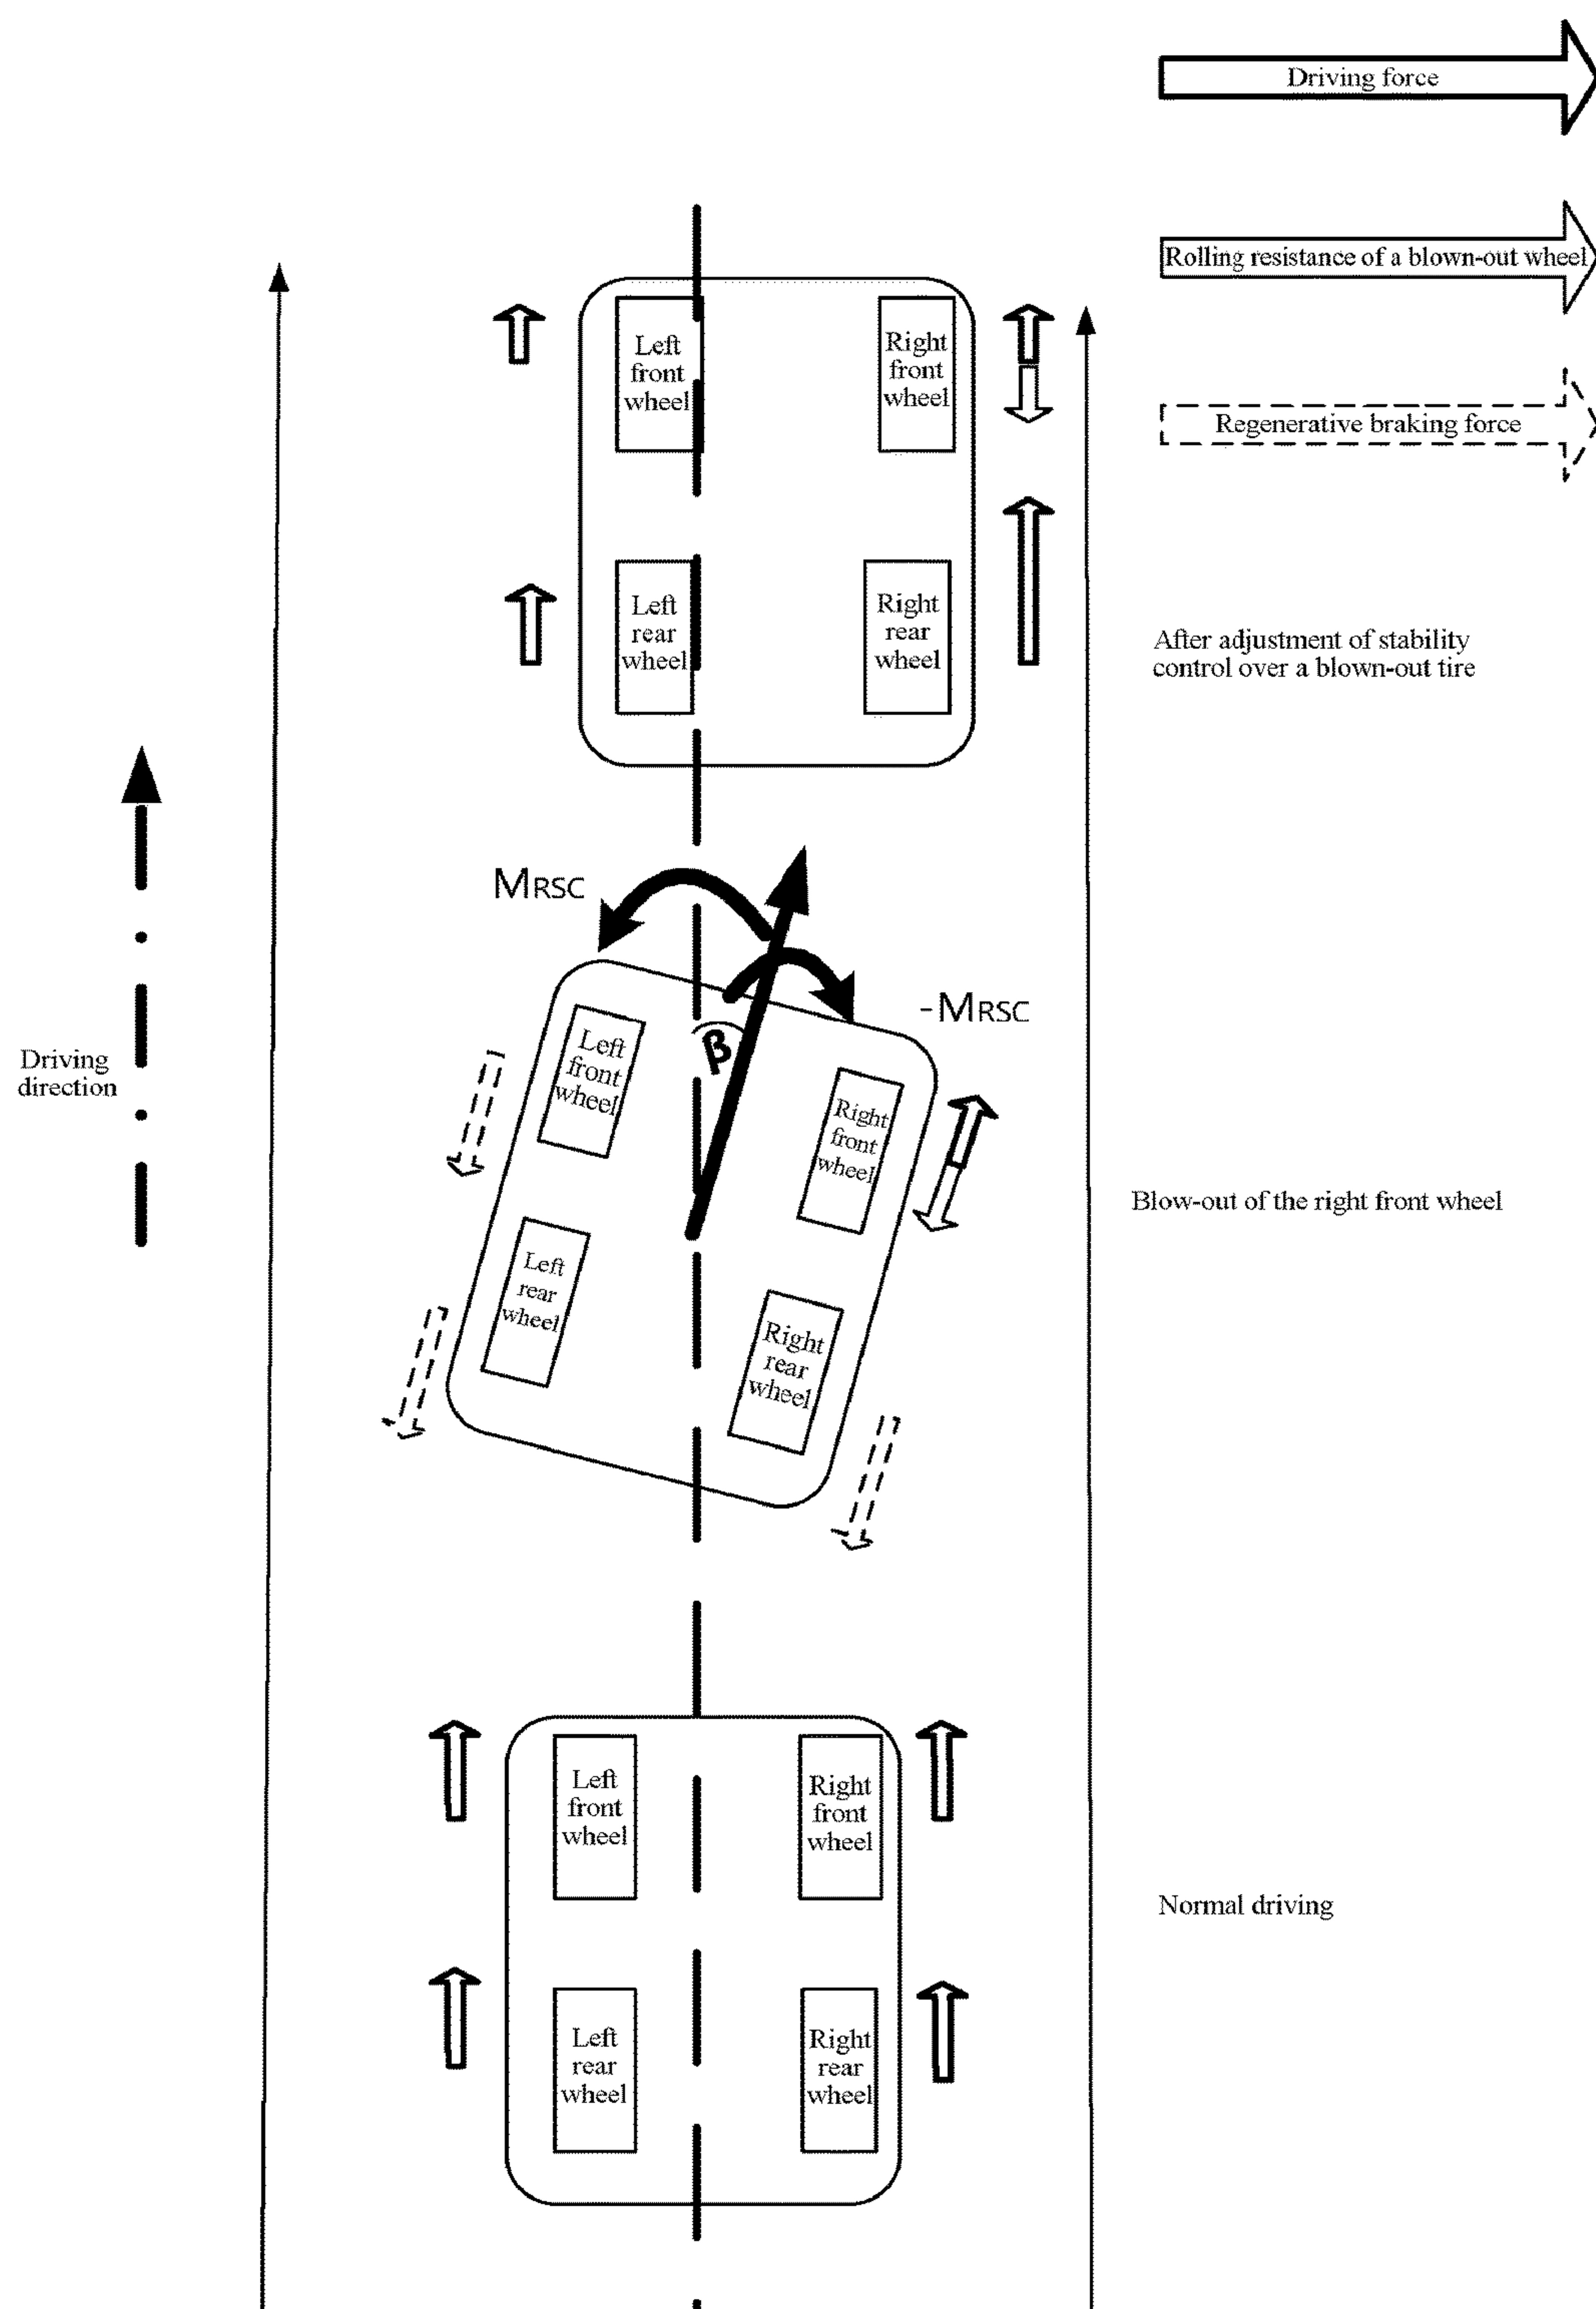 Driving force
Rolling resistance of a blown-out wheel
Regenerative braking force
Left
front
wheel
Right
front
wheel
Left
rear
wheel
Right
rear
wheel
After adjustment of stability
control over a blown-out tire
MRSC
-MRSC
β
Driving
direction
Left
front
wheel
Right
front
wheel
Left
rear
wheel
Right
rear
wheel
Blow-out of the right front wheel
Left
front
wheel
Right
front
wheel
Normal driving
Left
rear
wheel
Right
rear
wheel